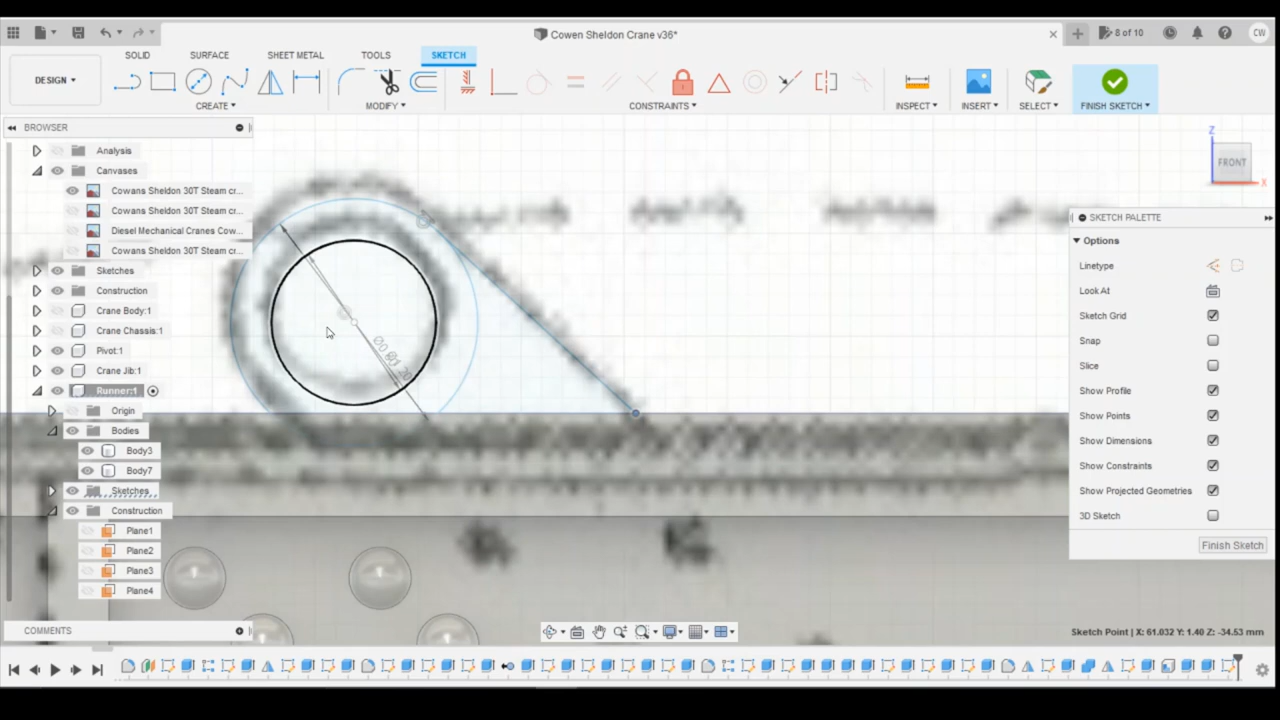 Cowen Sheldon Crane v36*
8 of 10
CW
DESIGN
SOLID
SURFACE
SHEET METAL
TOOLS
SKETCH
CREATE
MODIFY
CONSTRAINTS
INSPECT
INSERT
SELECT
FINISH SKETCH
BROWSER
Analysis
Canvases
Cowans Sheldon 30T Steam cr...
Cowans Sheldon 30T Steam cr...
Diesel Mechanical Cranes Cow...
Cowans Sheldon 30T Steam cr...
Sketches
Construction
Crane Body:1
Crane Chassis:1
Pivot:1
Crane Jib:1
Runner:1
Origin
Bodies
Body3
Body7
Sketches
Construction
Plane1
Plane2
Plane3
Plane4
COMMENTS
Z
FRONT
X
SKETCH PALETTE
Options
Linetype
Look At
Sketch Grid
Snap
Slice
Show Profile
Show Points
Show Dimensions
Show Constraints
Show Projected Geometries
3D Sketch
Finish Sketch
Sketch Point | X: 61.032 Y: 1.40 Z: -34.53 mm